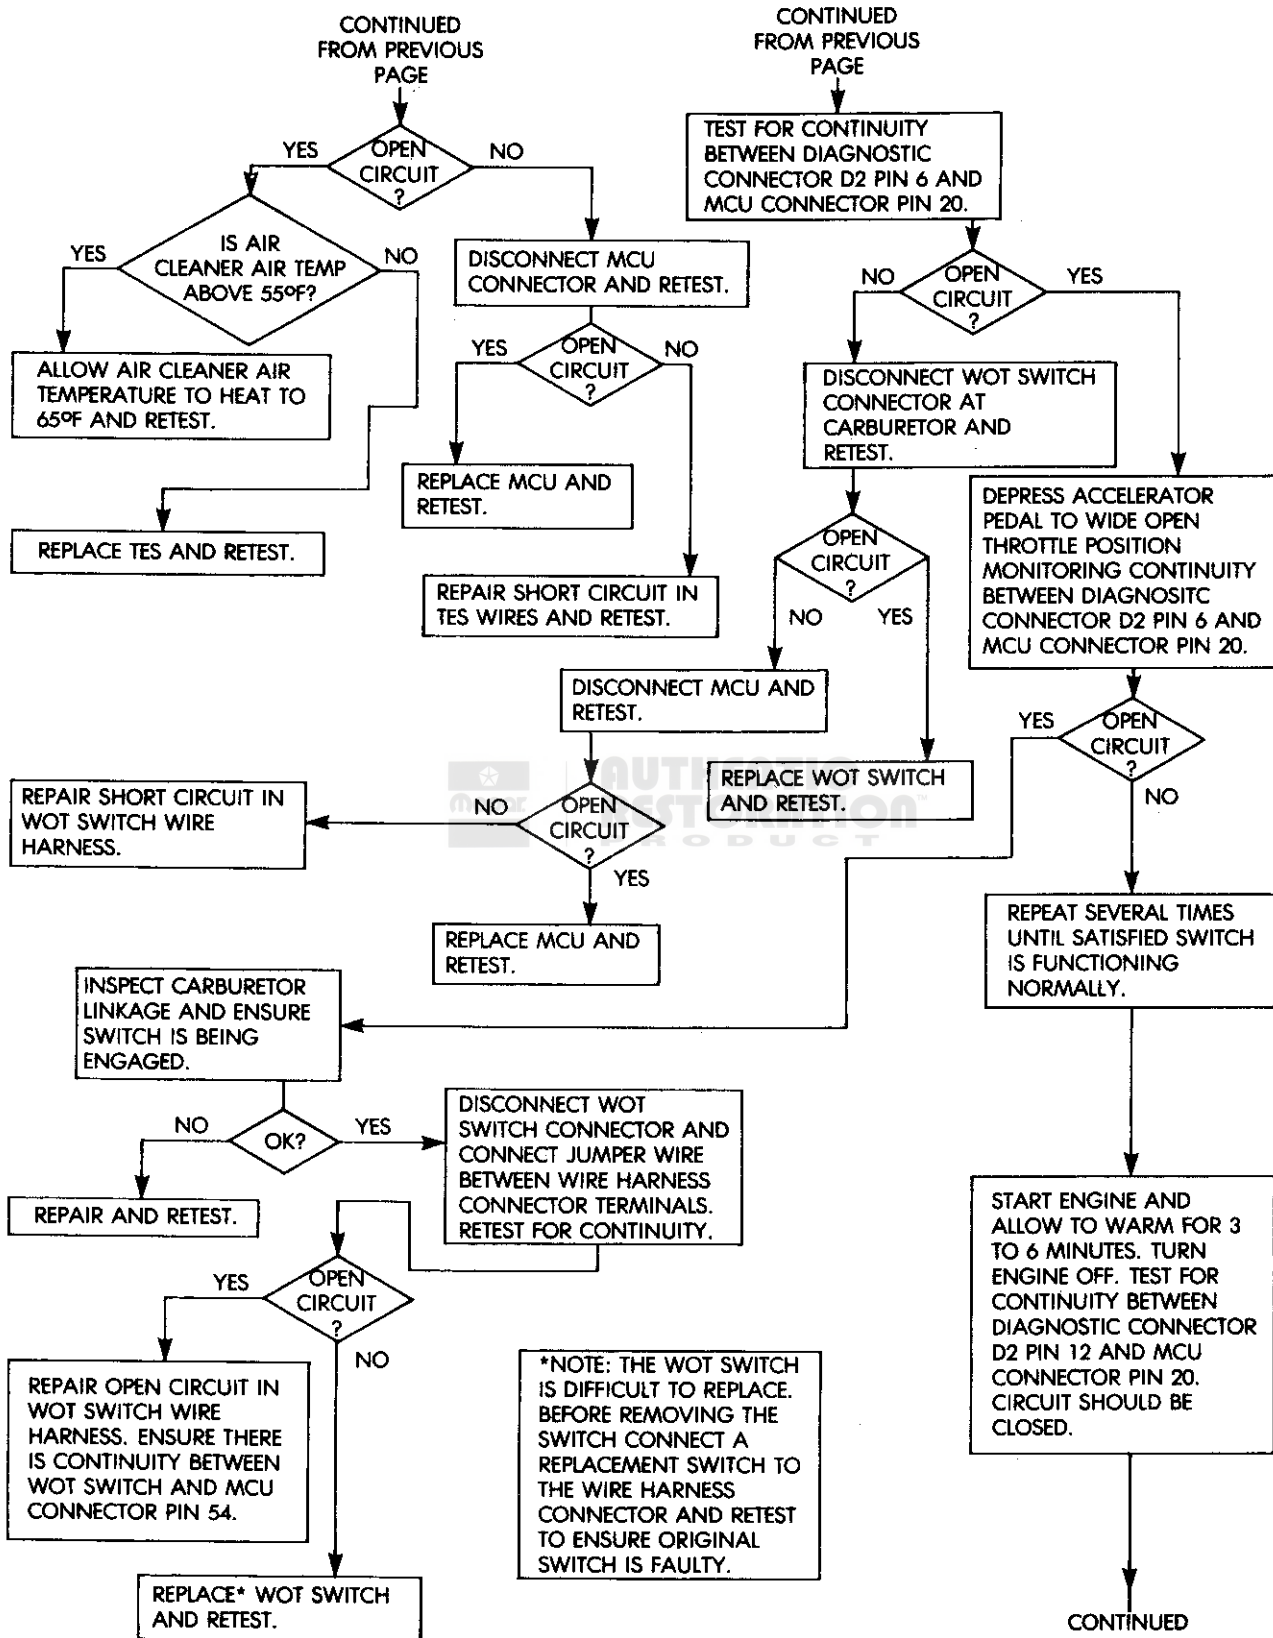 CONTINUED
FROM PREVIOUS
PAGE
OPEN
CIRCUIT
?
YES
NO
IS AIR
CLEANER AIR TEMP
ABOVE 55ºF?
YES
NO
ALLOW AIR CLEANER AIR
TEMPERATURE TO HEAT TO
65ºF AND RETEST.
REPLACE TES AND RETEST.
DISCONNECT MCU
CONNECTOR AND RETEST.
YES
OPEN
CIRCUIT
?
NO
REPLACE MCU AND
RETEST.
REPAIR SHORT CIRCUIT IN
TES WIRES AND RETEST.
CONTINUED
FROM PREVIOUS
PAGE
TEST FOR CONTINUITY
BETWEEN DIAGNOSTIC
CONNECTOR D2 PIN 6 AND
MCU CONNECTOR PIN 20.
NO
OPEN
CIRCUIT
?
YES
DISCONNECT WOT SWITCH
CONNECTOR AT
CARBURETOR AND
RETEST.
OPEN
CIRCUIT
?
NO
YES
DISCONNECT MCU AND
RETEST.
REPLACE WOT SWITCH
AND RETEST.
NO
OPEN
CIRCUIT
?
YES
REPAIR SHORT CIRCUIT IN
WOT SWITCH WIRE
HARNESS.
REPLACE MCU AND
RETEST.
DEPRESS ACCELERATOR
PEDAL TO WIDE OPEN
THROTTLE POSITION
MONITORING CONTINUITY
BETWEEN DIAGNOSITC
CONNECTOR D2 PIN 6 AND
MCU CONNECTOR PIN 20.
YES
OPEN
CIRCUIT
?
NO
REPEAT SEVERAL TIMES
UNTIL SATISFIED SWITCH
IS FUNCTIONING
NORMALLY.
INSPECT CARBURETOR
LINKAGE AND ENSURE
SWITCH IS BEING
ENGAGED.
NO
OK?
YES
REPAIR AND RETEST.
DISCONNECT WOT
SWITCH CONNECTOR AND
CONNECT JUMPER WIRE
BETWEEN WIRE HARNESS
CONNECTOR TERMINALS.
RETEST FOR CONTINUITY.
YES
OPEN
CIRCUIT
?
NO
REPAIR OPEN CIRCUIT IN
WOT SWITCH WIRE
HARNESS. ENSURE THERE
IS CONTINUITY BETWEEN
WOT SWITCH AND MCU
CONNECTOR PIN 54.
REPLACE* WOT SWITCH
AND RETEST.
*NOTE: THE WOT SWITCH
IS DIFFICULT TO REPLACE.
BEFORE REMOVING THE
SWITCH CONNECT A
REPLACEMENT SWITCH TO
THE WIRE HARNESS
CONNECTOR AND RETEST
TO ENSURE ORIGINAL
SWITCH IS FAULTY.
START ENGINE AND
ALLOW TO WARM FOR 3
TO 6 MINUTES. TURN
ENGINE OFF. TEST FOR
CONTINUITY BETWEEN
DIAGNOSTIC CONNECTOR
D2 PIN 12 AND MCU
CONNECTOR PIN 20.
CIRCUIT SHOULD BE
CLOSED.
CONTINUED
MOPAR
AUTHENTIC
RESTORATION™
PRODUCT